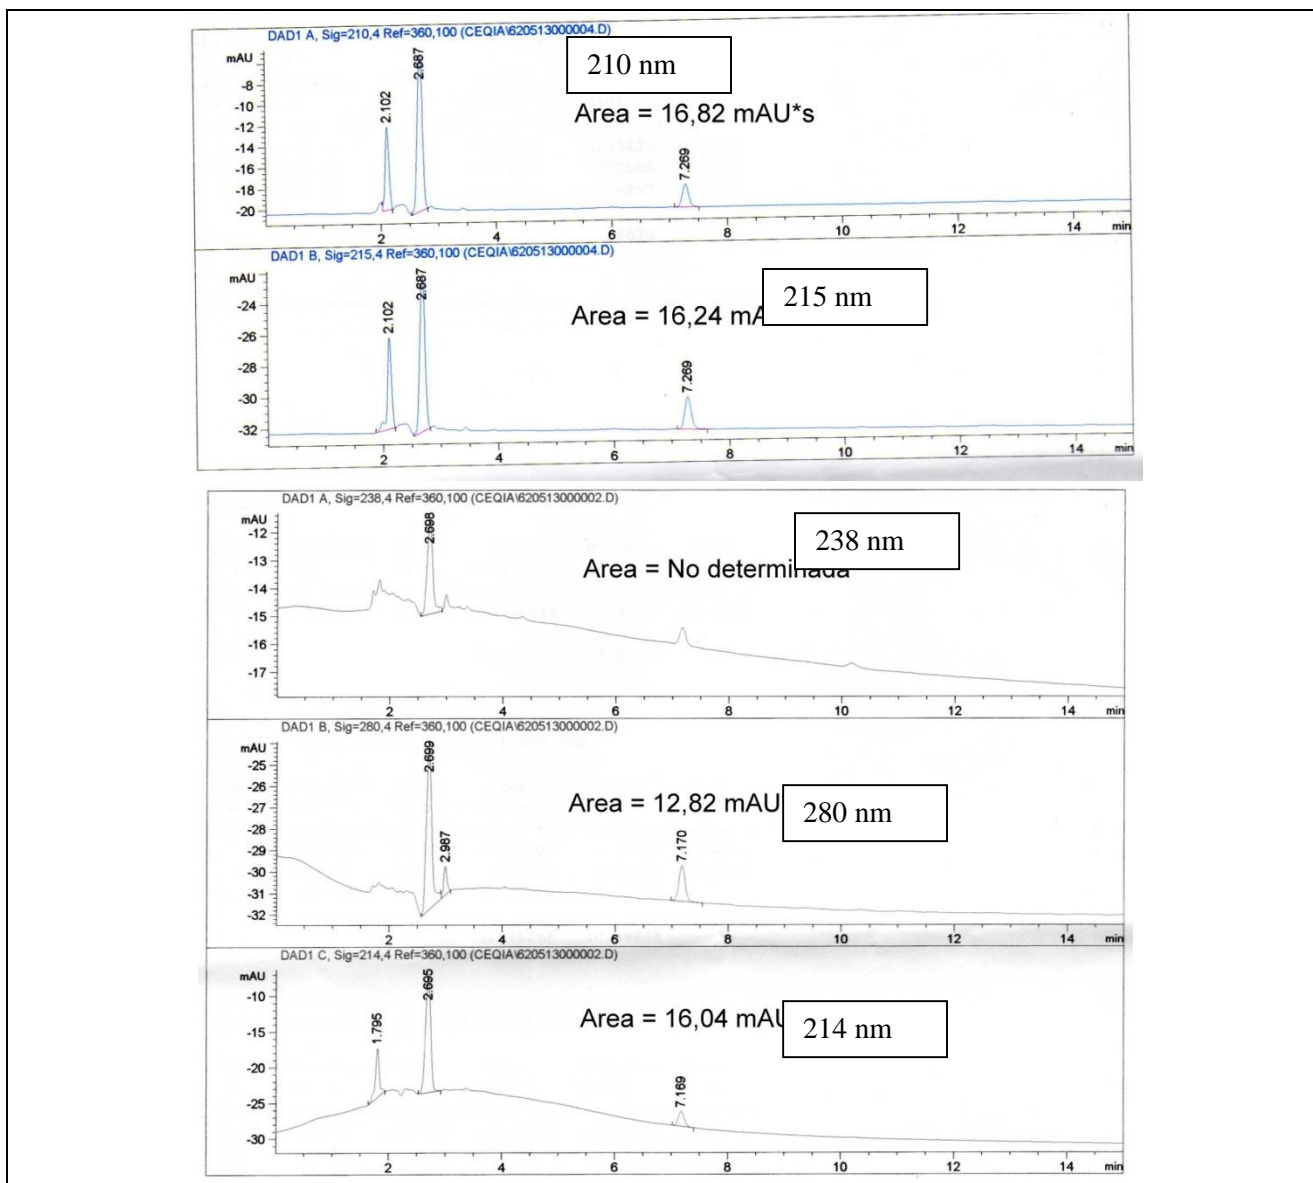 DAD1 A, Sig=210,4 Ref=360,100 (CEQIA\620513000004.D)
mAU
210 nm
Area = 16,82 mAU*s
2.102
2.687
7.269
-8
-10
-12
-14
-16
-18
-20
2 4 6 8 10 12 14 min
DAD1 B, Sig=215,4 Ref=360,100 (CEQIA\620513000004.D)
mAU
215 nm
Area = 16,24 mA
2.102
2.687
7.269
-24
-26
-28
-30
-32
2 4 6 8 10 12 14 min
DAD1 A, Sig=238,4 Ref=360,100 (CEQIA\620513000002.D)
mAU
238 nm
Area = No determinada
2.698
-12
-13
-14
-15
-16
-17
2 4 6 8 10 12 14 min
DAD1 B, Sig=280,4 Ref=360,100 (CEQIA\620513000002.D)
mAU
280 nm
Area = 12,82 mAU
2.699
2.987
7.170
-25
-26
-27
-28
-29
-30
-31
-32
2 4 6 8 10 12 14 min
DAD1 C, Sig=214,4 Ref=360,100 (CEQIA\620513000002.D)
mAU
214 nm
Area = 16,04 mAU
1.795
2.695
7.169
-10
-15
-20
-25
-30
2 4 6 8 10 12 14 min